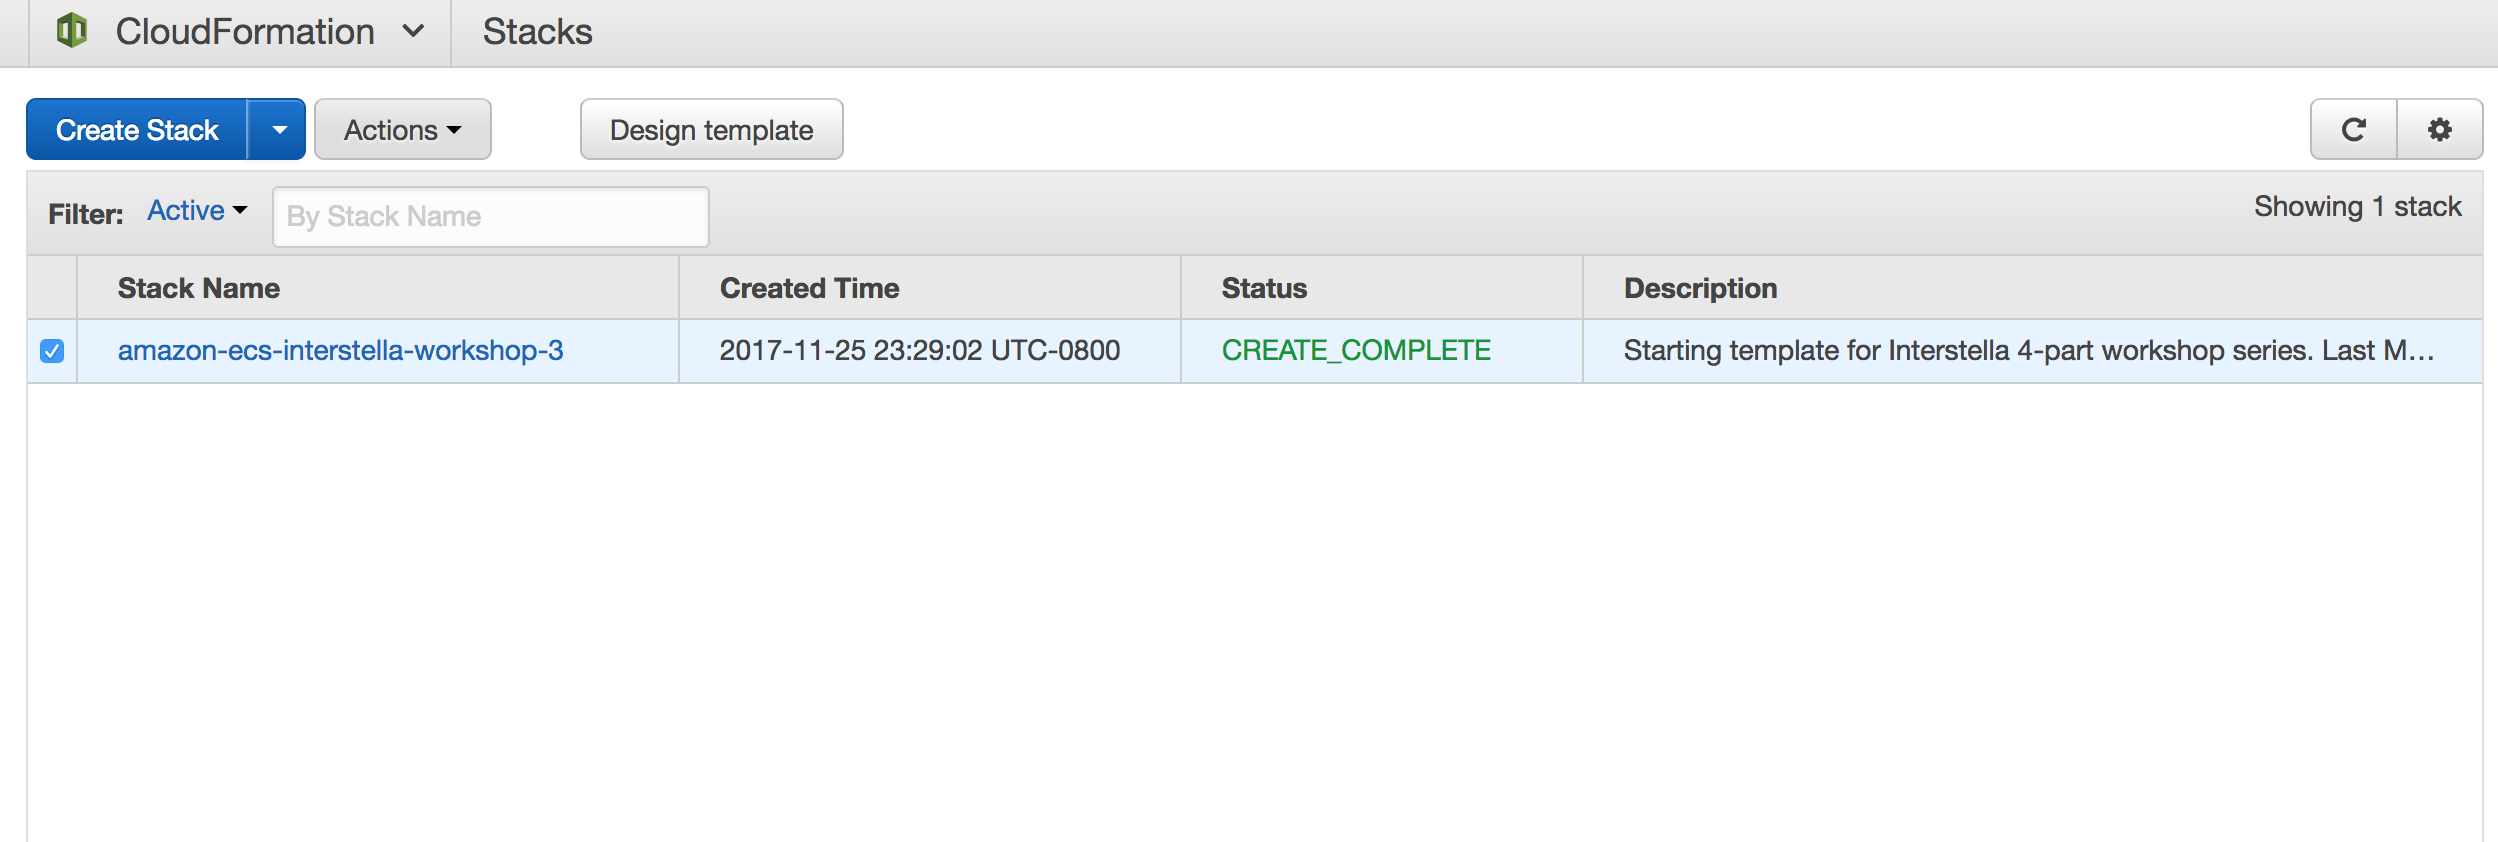 CloudFormation Stacks
Create Stack Actions Design template
Filter: Active By Stack Name Showing 1 stack
Stack Name Created Time Status Description
amazon-ecs-interstella-workshop-3 2017-11-25 23:29:02 UTC-0800 CREATE_COMPLETE Starting template for Interstella 4-part workshop series. Last M...